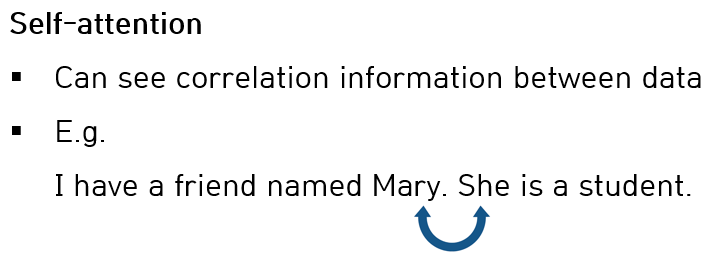 Self-attention
▪ Can see correlation information between data
▪ E.g.
I have a friend named Mary. She is a student.